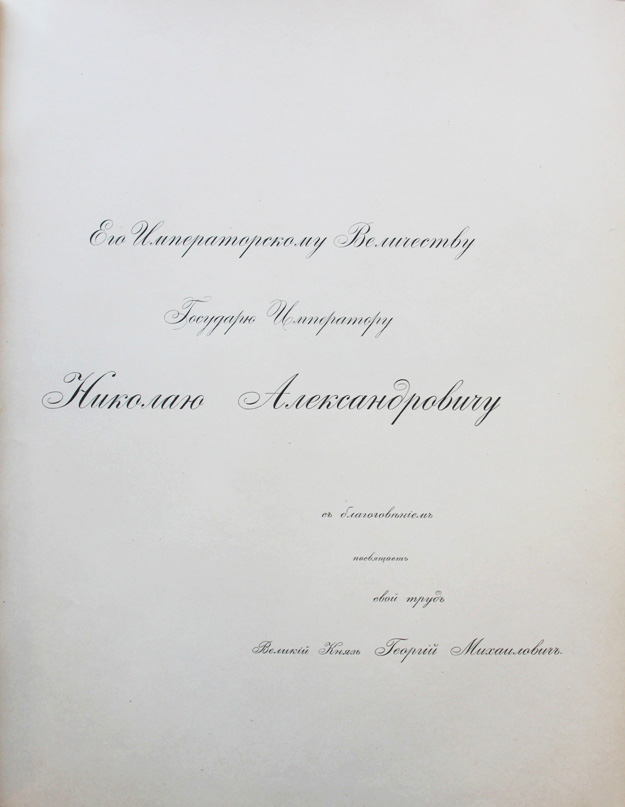 Его Императорскому Величеству
Государю Императору
Николаю Александровичу
съ благоговѣніемъ
посвящаетъ
свой трудъ
Великій Князь Георгій Михаиловичъ.